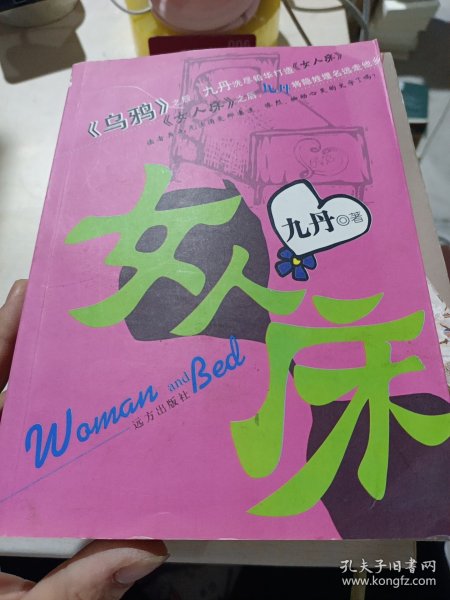 《乌鸦》之后，九丹洗尽铅华打造《女人床》
《女人床》之后，九丹将隐姓埋名远走他乡
九丹◎著
女人床
Woman and Bed
远方出版社
孔夫子旧书网
www.kongfz.com